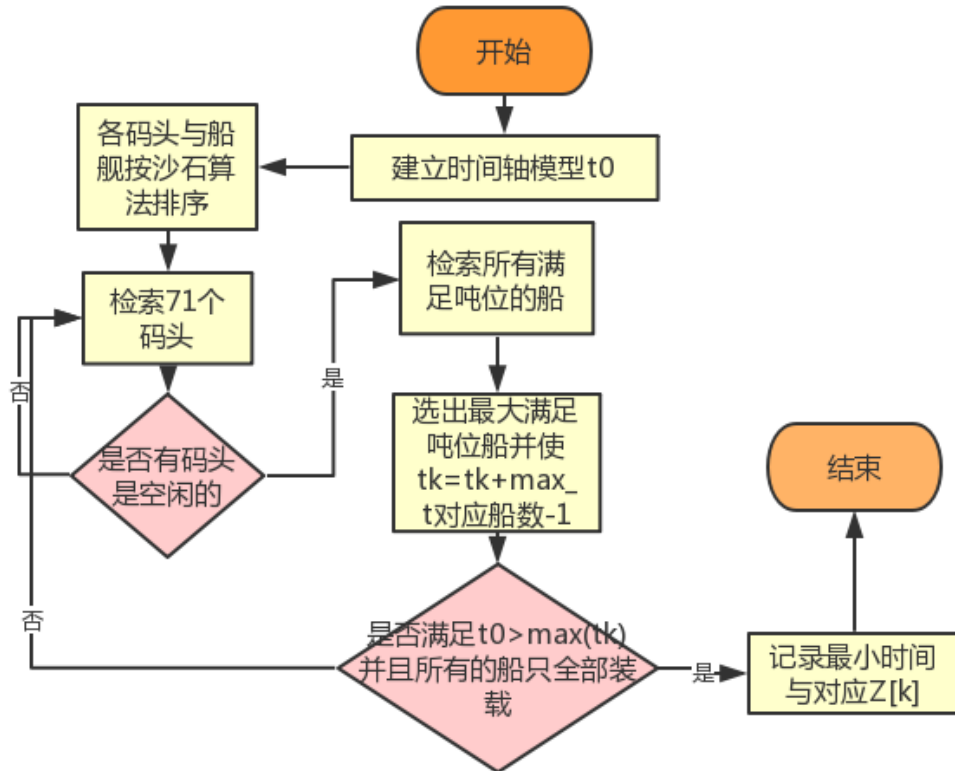 开始
建立时间轴模型t0
各码头与船
舰按沙石算
法排序
检索71个
码头
是否有码头
是空闲的
否
是
检索所有满
足吨位的船
选出最大满足
吨位船并使
tk=tk+max_
t对应船数-1
是否满足t0>max(tk)
并且所有的船只全部装
载
否
是
记录最小时间
与对应Z[k]
结束